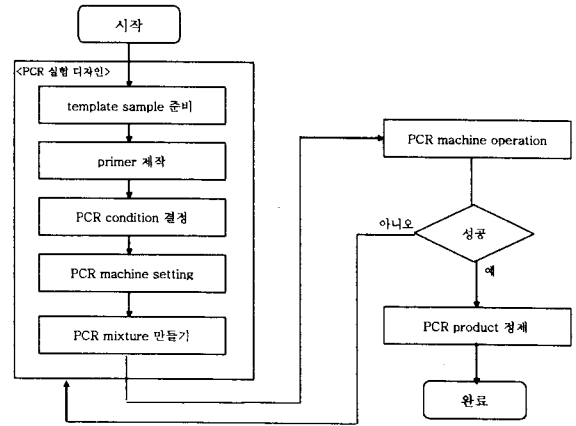 시작
<PCR 실험 디자인>
template sample 준비
primer 제작
PCR condition 결정
PCR machine setting
PCR mixture 만들기
PCR machine operation
아니오
성공
예
PCR product 정제
완료